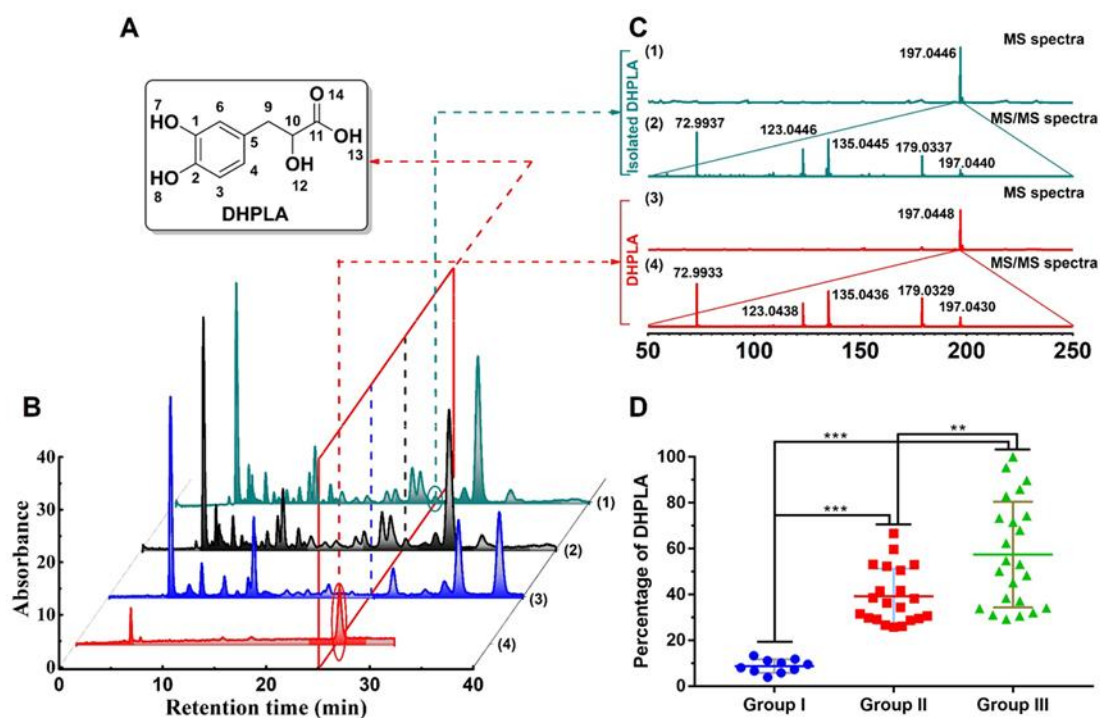 A
O 14
7
HO
6
9
1
10
11
OH
5
13
2
4
OH
HO
3
12
8
DHPLA
B
40
30
20
10
0
Absorbance
(1)
(2)
(3)
(4)
0 10 20 30 40
Retention time (min)
C
Isolated DHPLA
(1)
MS spectra
197.0446
(2)
MS/MS spectra
72.9937
123.0446
135.0445
179.0337
197.0440
DHPLA
(3)
MS spectra
197.0448
(4)
MS/MS spectra
72.9933
123.0438
135.0436
179.0329
197.0430
50 100 150 200 250
D
***
**
***
100
80
60
40
20
0
Percentage of DHPLA
Group I Group II Group III